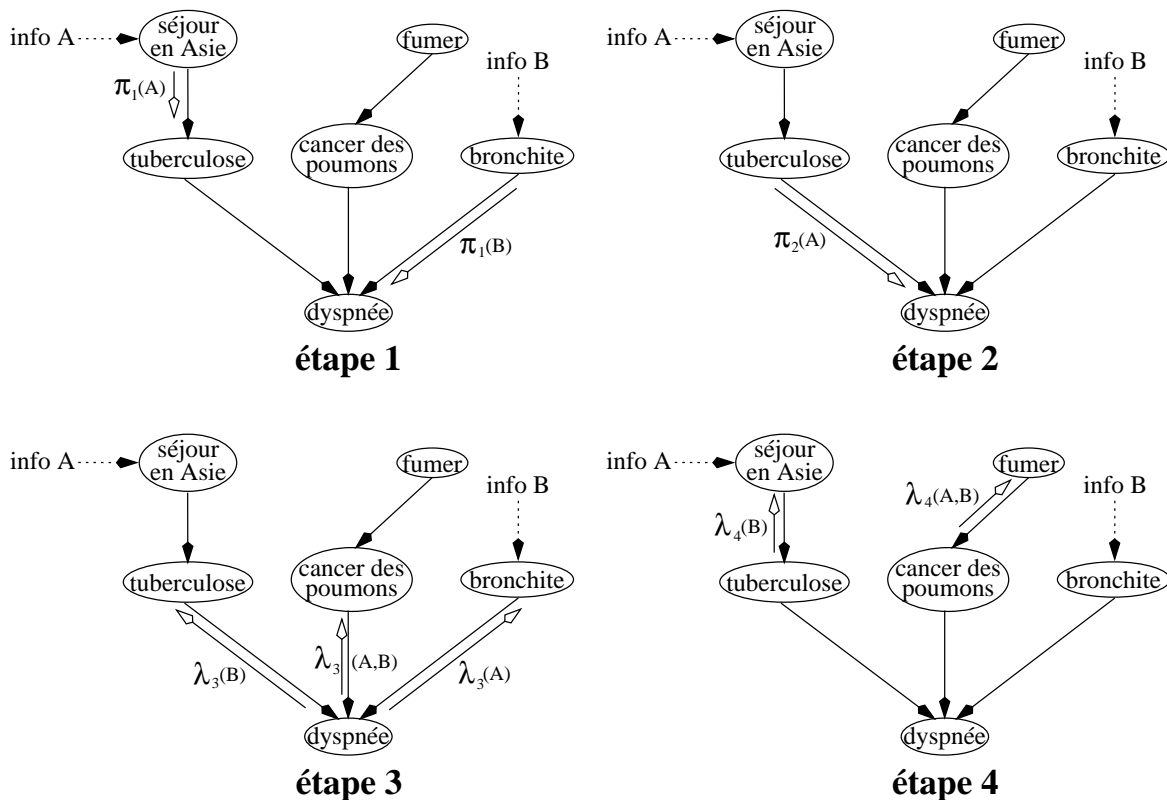 info A
séjour
en Asie
fumer
info B
π₁(A)
tuberculose
cancer des
poumons
bronchite
π₁(B)
dyspnée
étape 1
info A
séjour
en Asie
fumer
info B
tuberculose
cancer des
poumons
bronchite
π₂(A)
dyspnée
étape 2
info A
séjour
en Asie
fumer
info B
tuberculose
cancer des
poumons
bronchite
λ₃(B)
λ₃(A,B)
λ₃(A)
dyspnée
étape 3
info A
séjour
en Asie
fumer
info B
λ₄(B)
λ₄(A,B)
tuberculose
cancer des
poumons
bronchite
dyspnée
étape 4